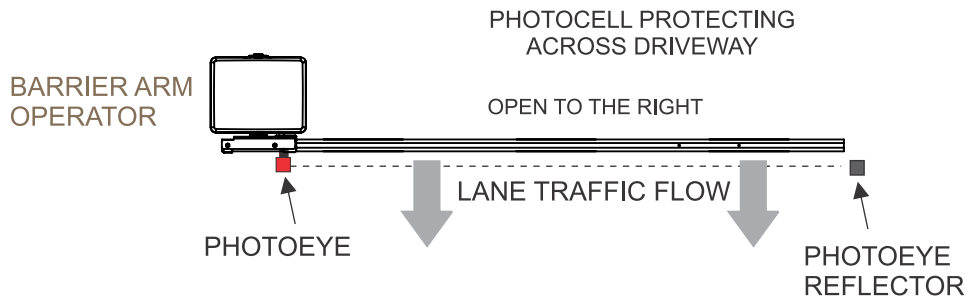 PHOTOCELL PROTECTING
ACROSS DRIVEWAY
BARRIER ARM
OPERATOR
OPEN TO THE RIGHT
LANE TRAFFIC FLOW
PHOTOEYE
PHOTOEYE
REFLECTOR